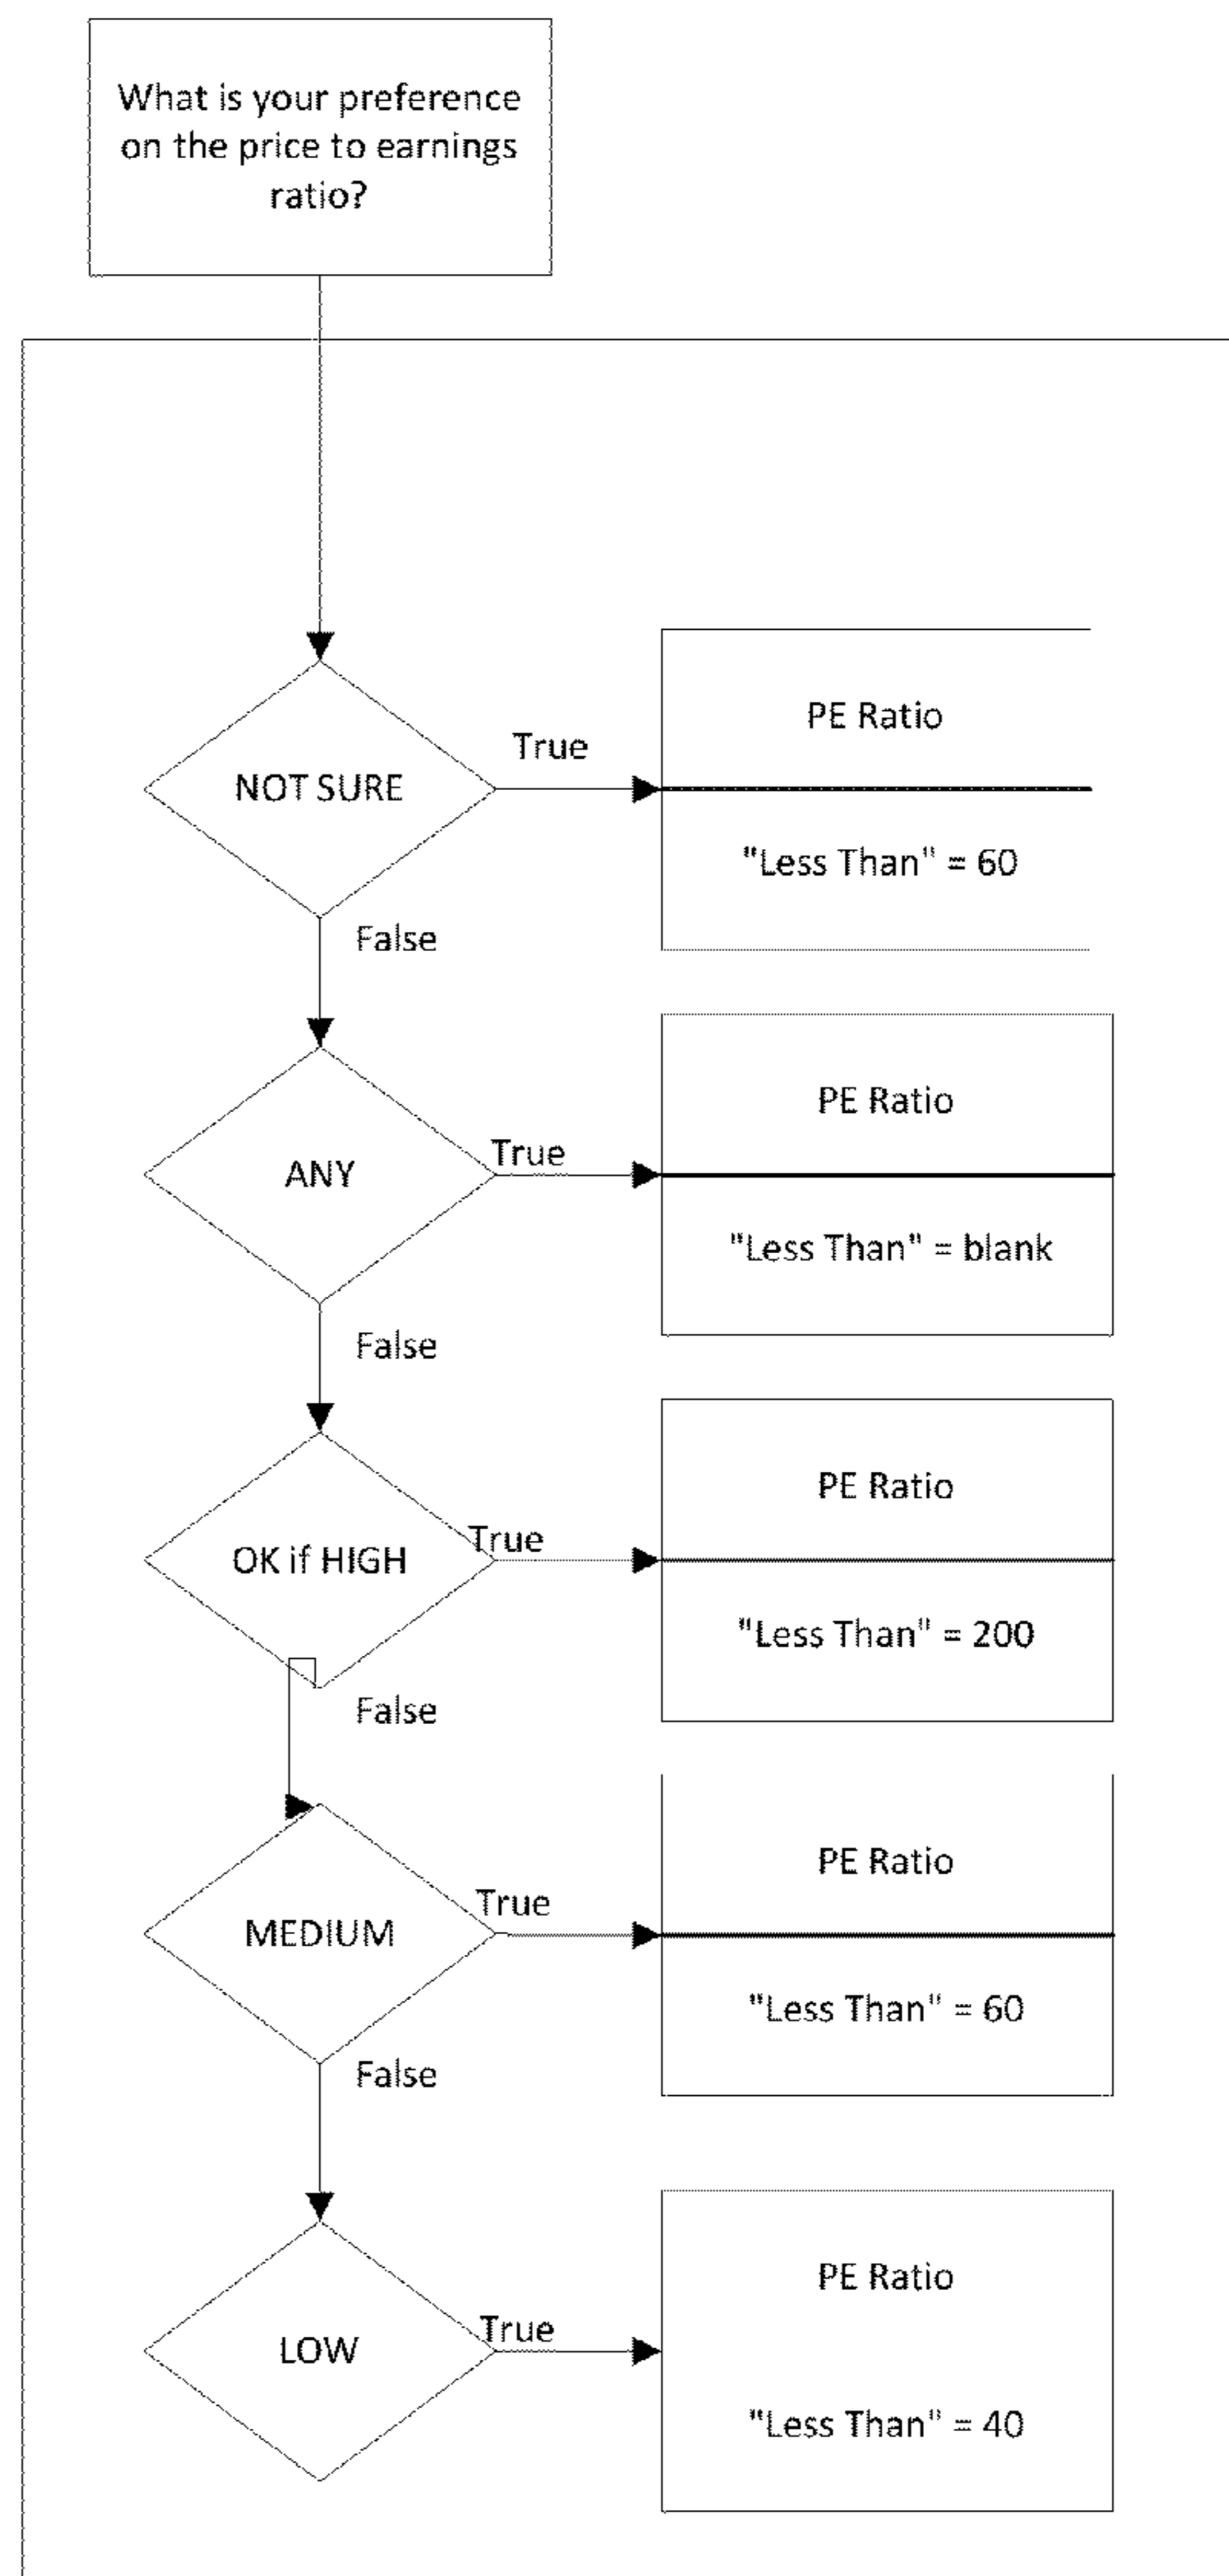 What is your preference
on the price to earnings
ratio?
PE Ratio
True
NOT SURE
"Less Than" = 60
False
PE Ratio
True
ANY
"Less Than" = blank
False
PE Ratio
True
OK if HIGH
"Less Than" = 200
False
PE Ratio
True
MEDIUM
"Less Than" = 60
False
PE Ratio
True
LOW
"Less Than" = 40